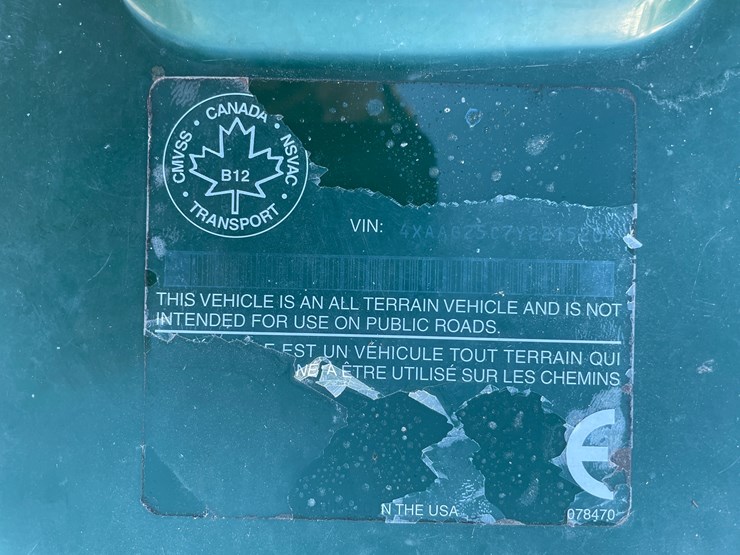 CANADA
CMVSS • NSVAC
B12
TRANSPORT
VIN:
THIS VEHICLE IS AN ALL TERRAIN VEHICLE AND IS NOT
INTENDED FOR USE ON PUBLIC ROADS.
EST UN VÉHICULE TOUT TERRAIN QUI
ÊTRE UTILISÉ SUR LES CHEMINS
N THE USA
078470